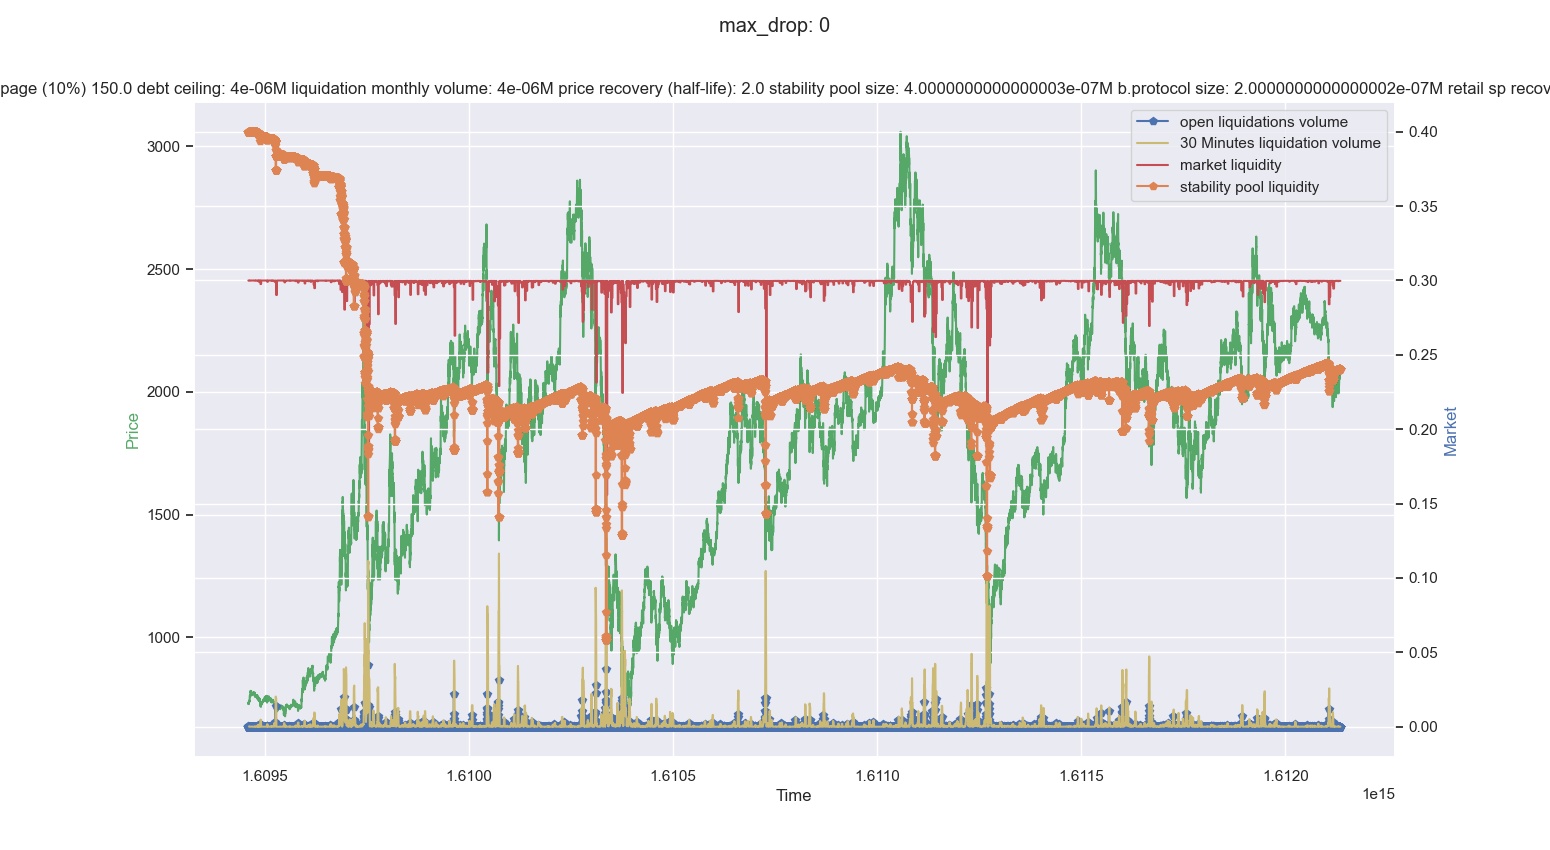 max_drop: 0
page (10%) 150.0 debt ceiling: 4e-06M liquidation monthly volume: 4e-06M price recovery (half-life): 2.0 stability pool size: 4.0000000000000003e-07M b.protocol size: 2.0000000000000002e-07M retail sp recov
open liquidations volume
30 Minutes liquidation volume
market liquidity
stability pool liquidity
3000
2500
2000
1500
1000
Price
0.40
0.35
0.30
0.25
0.20
0.15
0.10
0.05
0.00
Market
1.6095 1.6100 1.6105 1.6110 1.6115 1.6120
Time
1e15